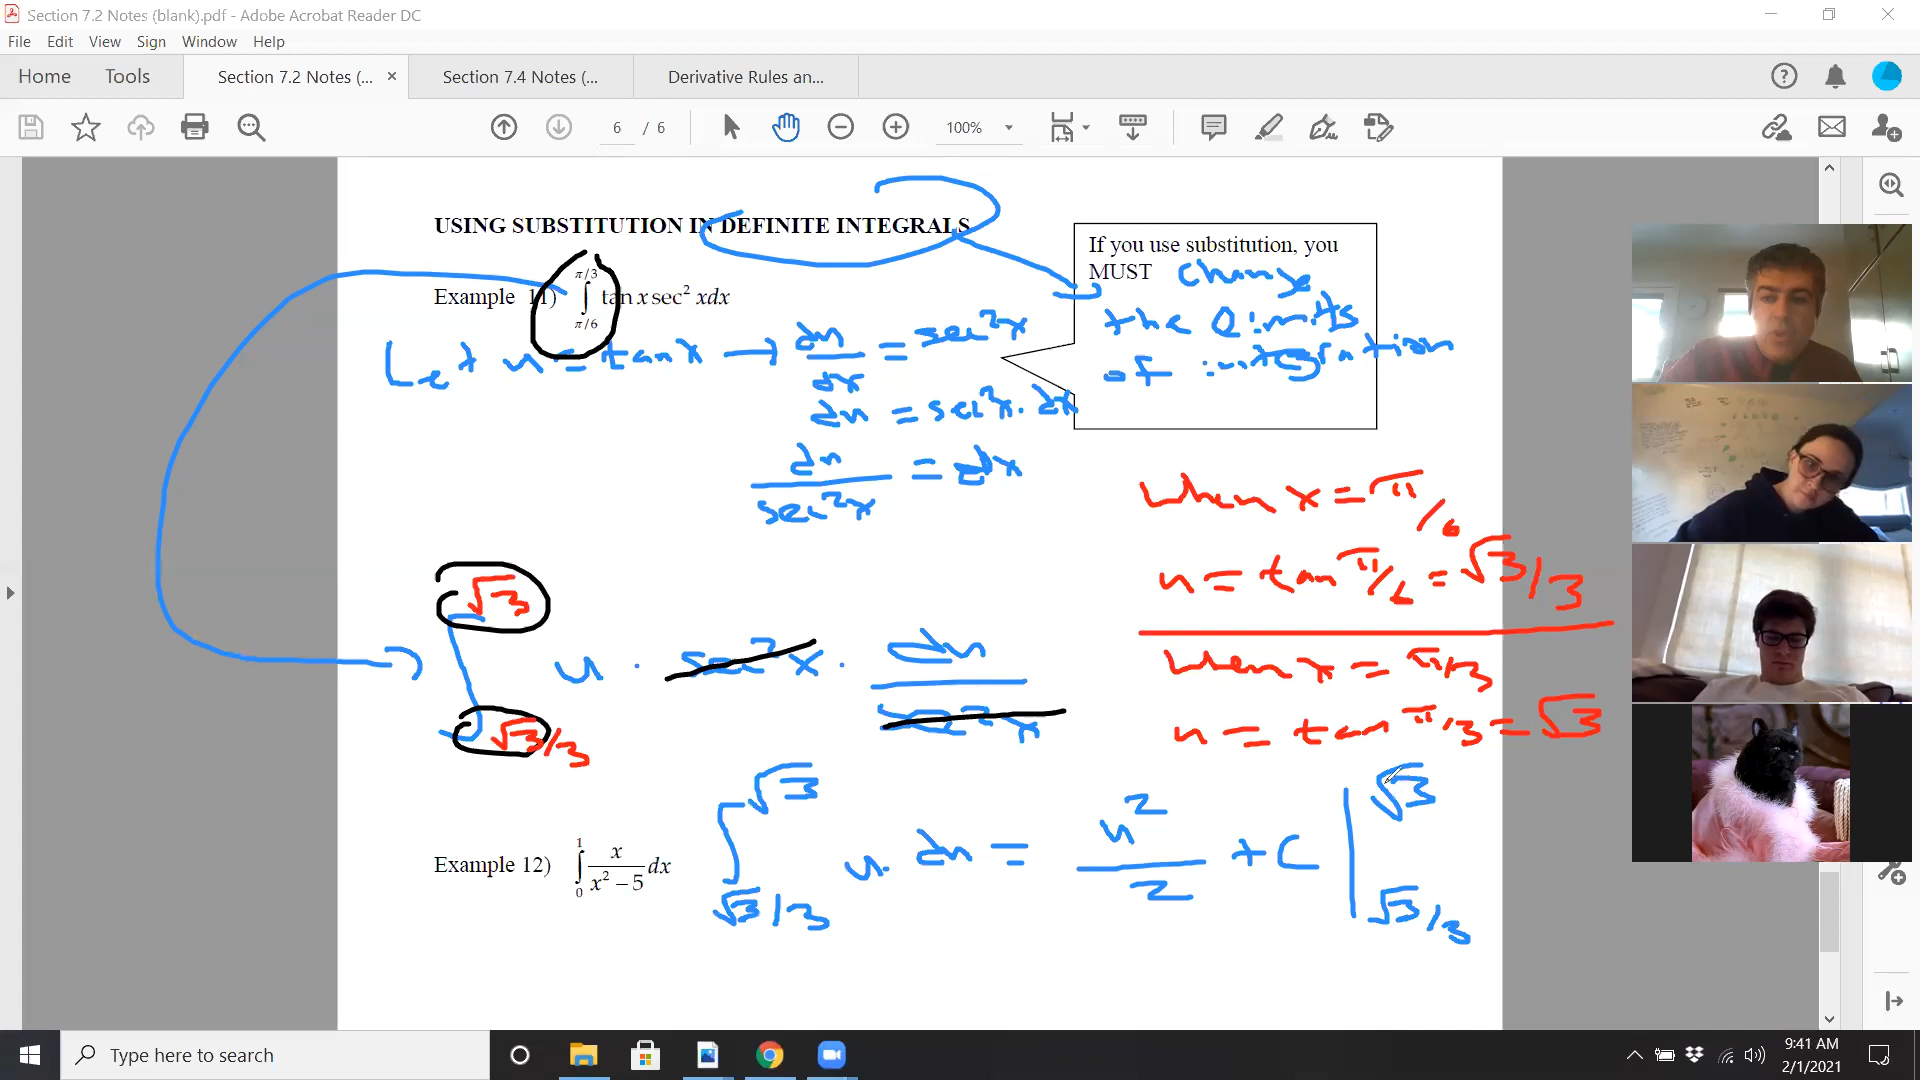 Section 7.2 Notes (blank).pdf - Adobe Acrobat Reader DC
File Edit View Sign Window Help
Home Tools Section 7.2 Notes (... × Section 7.4 Notes (... Derivative Rules an...
6 / 6 100%
USING SUBSTITUTION IN DEFINITE INTEGRALS
If you use substitution, you
MUST change
the limits
of integration
Example 11) ∫_{π/6}^{π/3} tan x sec² x dx
Let u = tan x → du/dx = sec²x
du = sec²x · dx
du/sec²x = dx
when x = π/6
u = tan π/6 = √3/3
when x = π/3
u = tan π/3 = √3
∫_{√3/3}^{√3} u · sec²x · du/sec²x
∫_{√3/3}^{√3} u · du = u²/2 + C |_{√3/3}^{√3}
Example 12) ∫_0^1 x/(x² − 5) dx
Type here to search
9:41 AM
2/1/2021